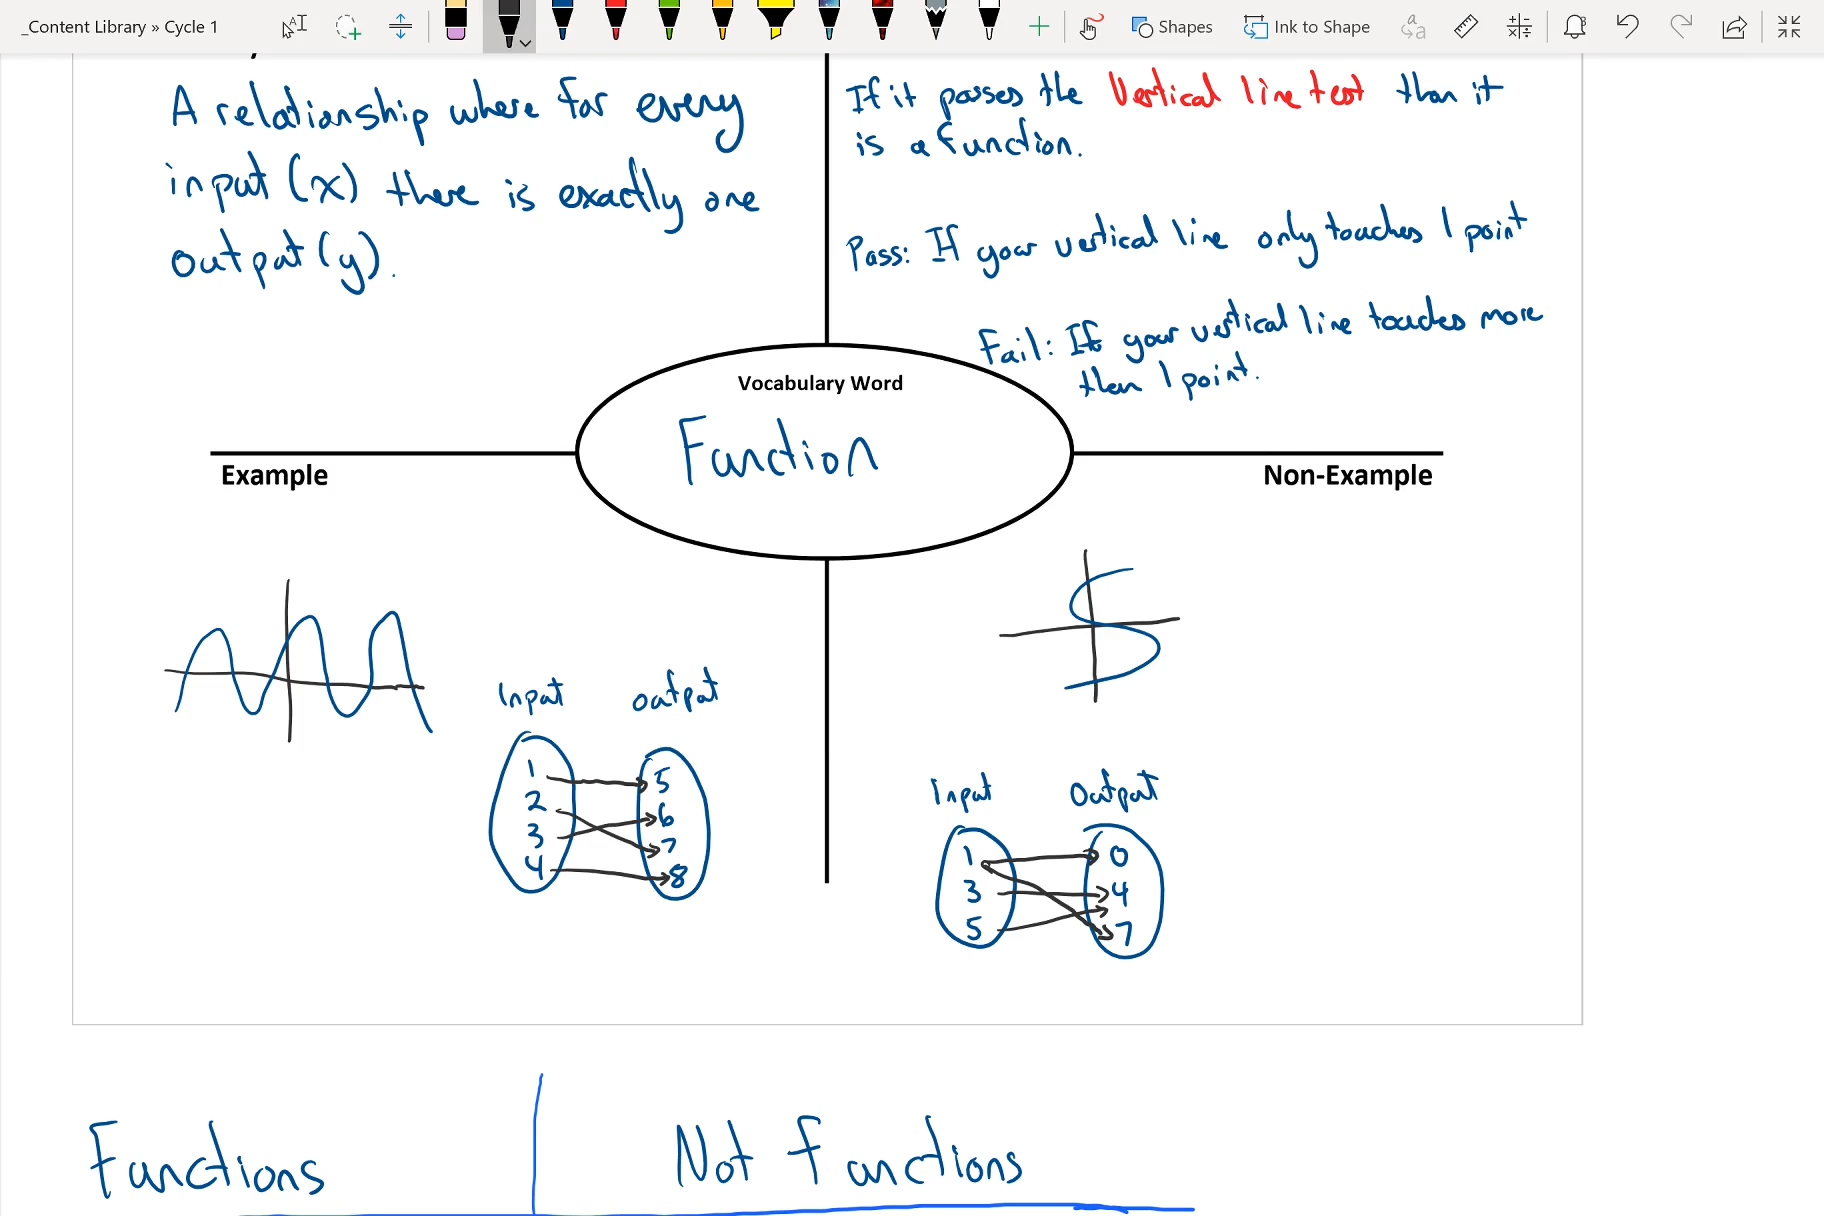 _Content Library » Cycle 1
Shapes
Ink to Shape
A relationship where for every
input (x) there is exactly one
output (y).
If it passes the Vertical line test then it
is a function.
Pass: If your vertical line only touches 1 point
Fail: If your vertical line touches more
then 1 point.
Vocabulary Word
Function
Example
Non-Example
Input output
1 5
2 6
3 7
4 8
Input Output
1 0
3 4
5 7
Functions
Not Functions